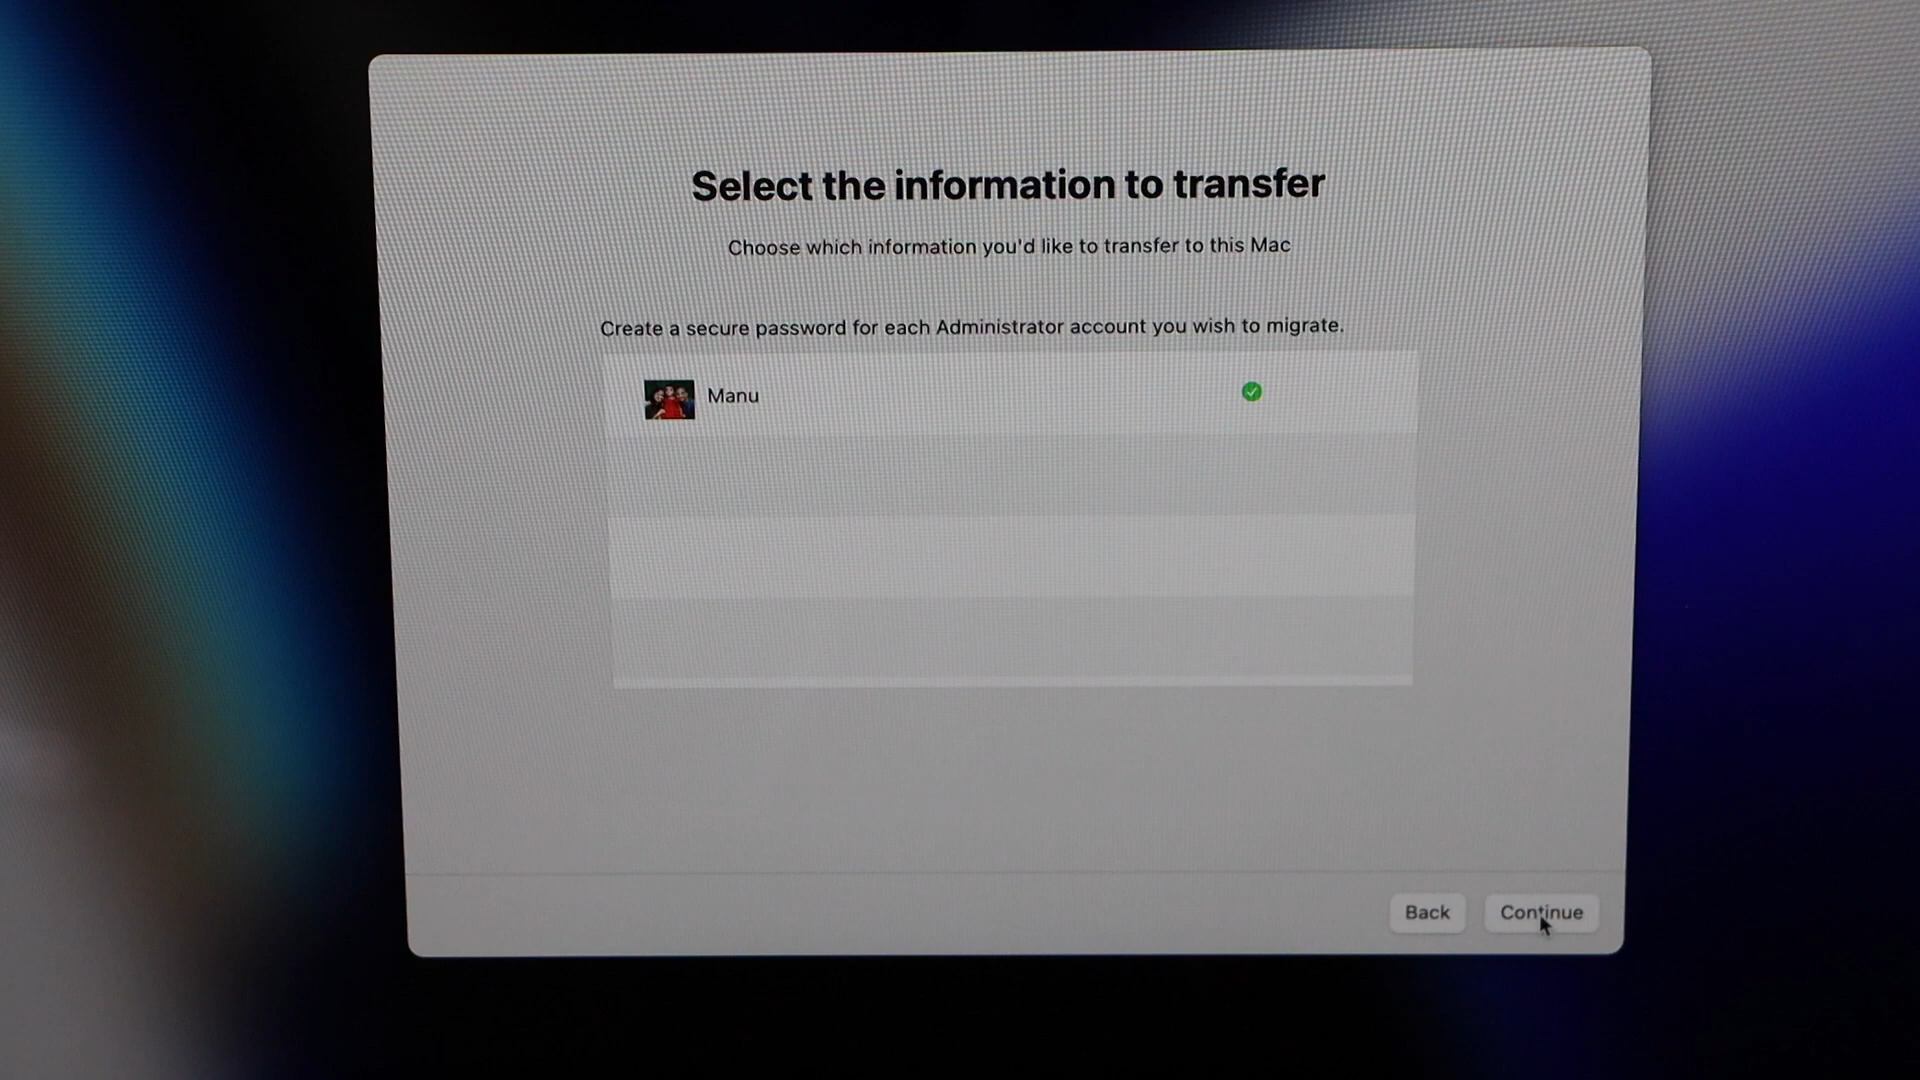 Select the information to transfer
Choose which information you'd like to transfer to this Mac
Create a secure password for each Administrator account you wish to migrate.
Manu
Back
Continue